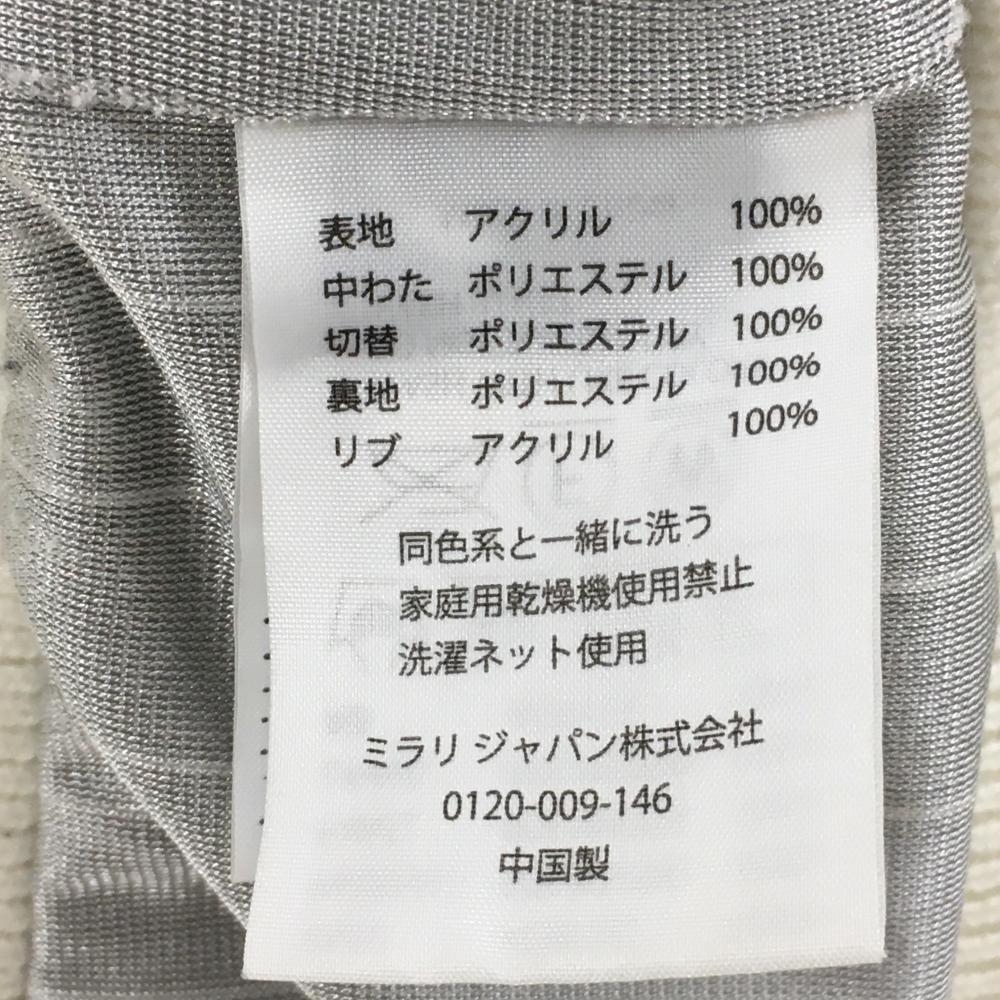 表地 アクリル 100%
中わた ポリエステル 100%
切替 ポリエステル 100%
裏地 ポリエステル 100%
リブ アクリル 100%
同色系と一緒に洗う
家庭用乾燥機使用禁止
洗濯ネット使用
ミラリ ジャパン株式会社
0120-009-146
中国製